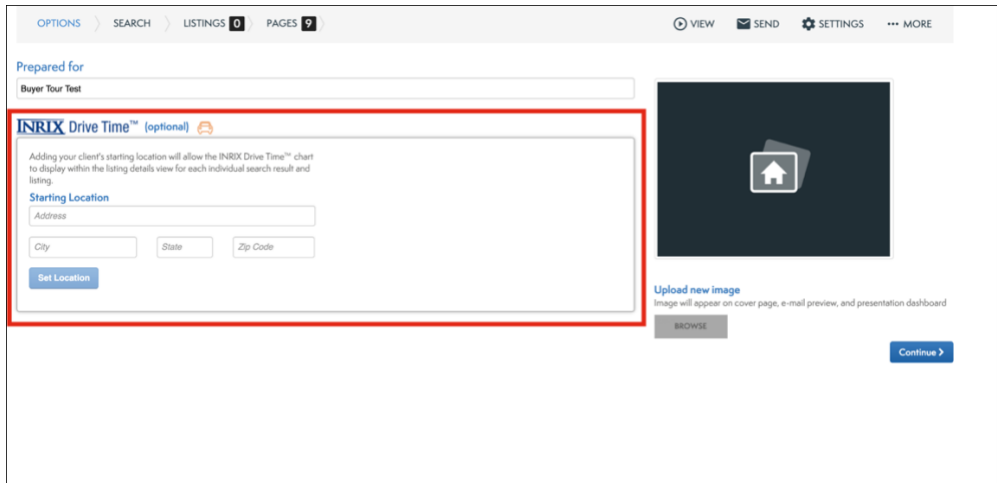 OPTIONS SEARCH LISTINGS 0 PAGES 9 VIEW SEND SETTINGS ••• MORE
Prepared for
Buyer Tour Test
INRIX Drive Time™ (optional)
Adding your client's starting location will allow the INRIX Drive Time™ chart
to display within the listing details view for each individual search result and
listing.
Starting Location
Address
City State Zip Code
Set Location
Upload new image
Image will appear on cover page, e-mail preview, and presentation dashboard
BROWSE
Continue >